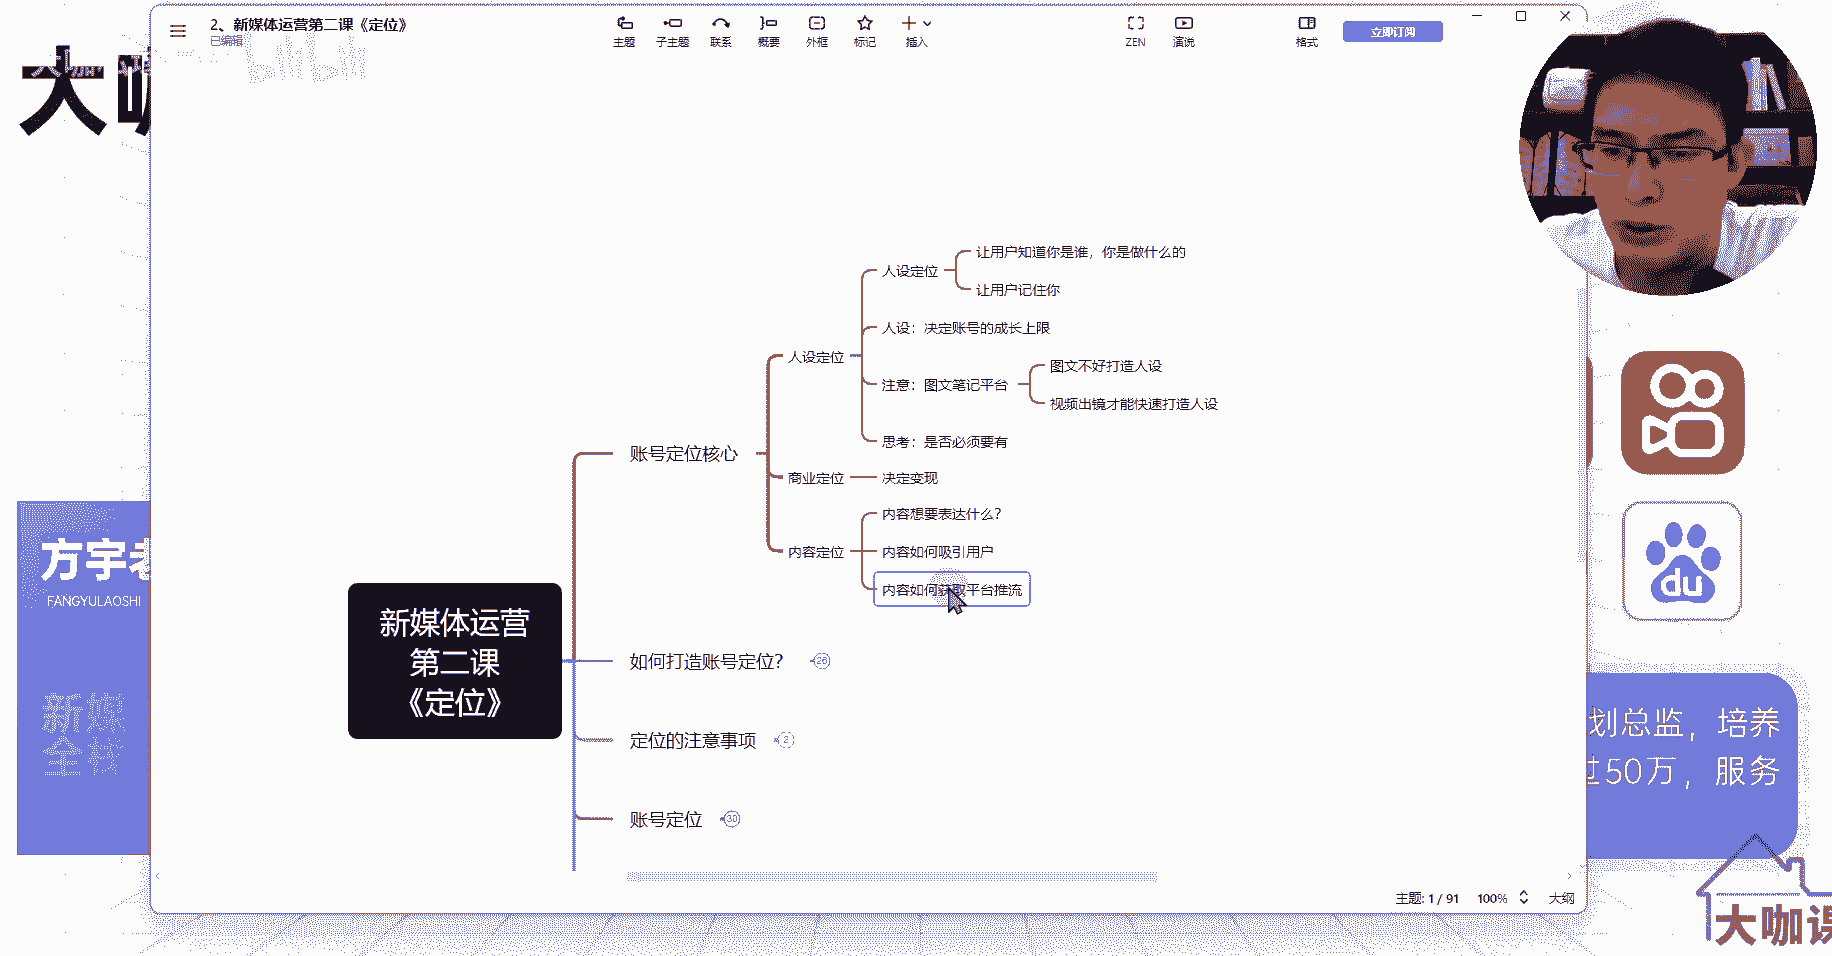 2、新媒体运营第二课《定位》
已编辑
主题
子主题
联系
概要
外框
标记
插入
ZEN
演说
格式
立即订阅
大咖
bilibili
让用户知道你是谁，你是做什么的
人设定位
让用户记住你
人设：决定账号的成长上限
人设定位
图文不好打造人设
注意：图文笔记平台
视频出镜才能快速打造人设
思考：是否必须要有
账号定位核心
商业定位
决定变现
内容想要表达什么？
内容定位
内容如何吸引用户
内容如何获取平台推流
方宇老
FANGYULAOSHI
新媒体运营
第二课
《定位》
如何打造账号定位？
26
定位的注意事项
2
账号定位
30
新媒
全栈
du
划总监，培养
过50万，服务
主题: 1 / 91
100%
大纲
大咖课